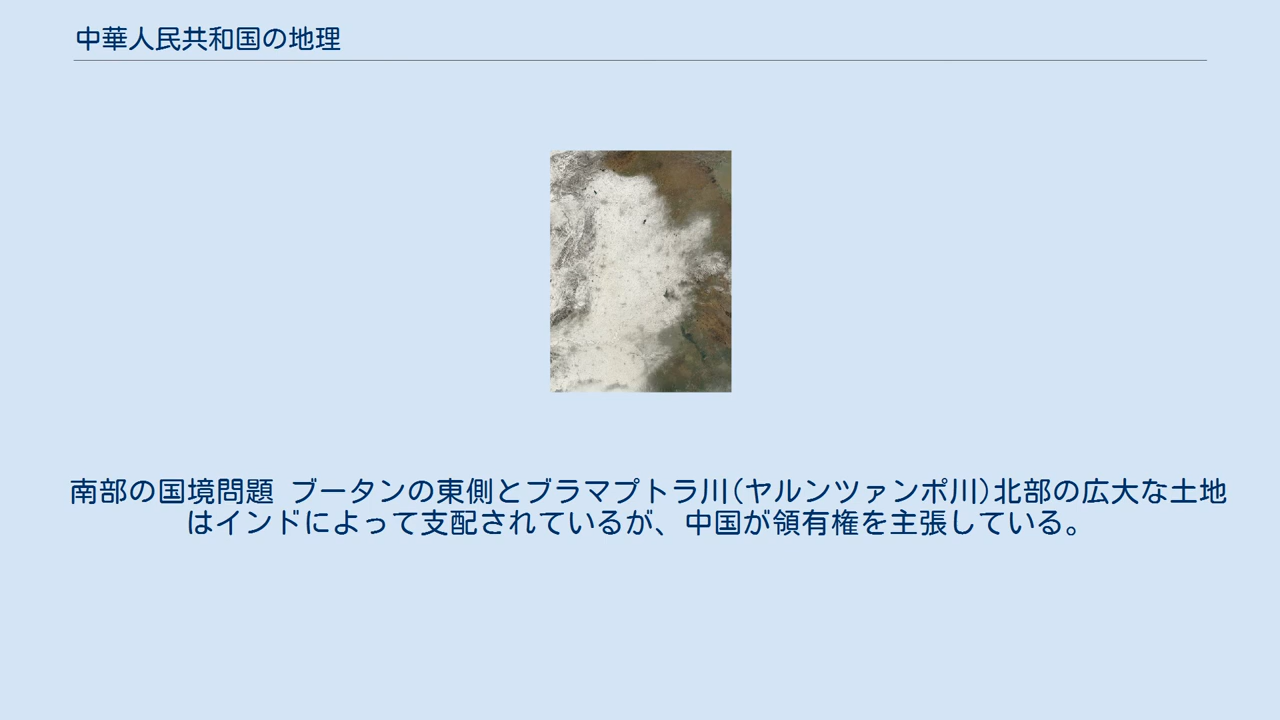 中華人民共和国の地理
南部の国境問題 ブータンの東側とブラマプトラ川(ヤルンツァンポ川)北部の広大な土地
はインドによって支配されているが、中国が領有権を主張している。